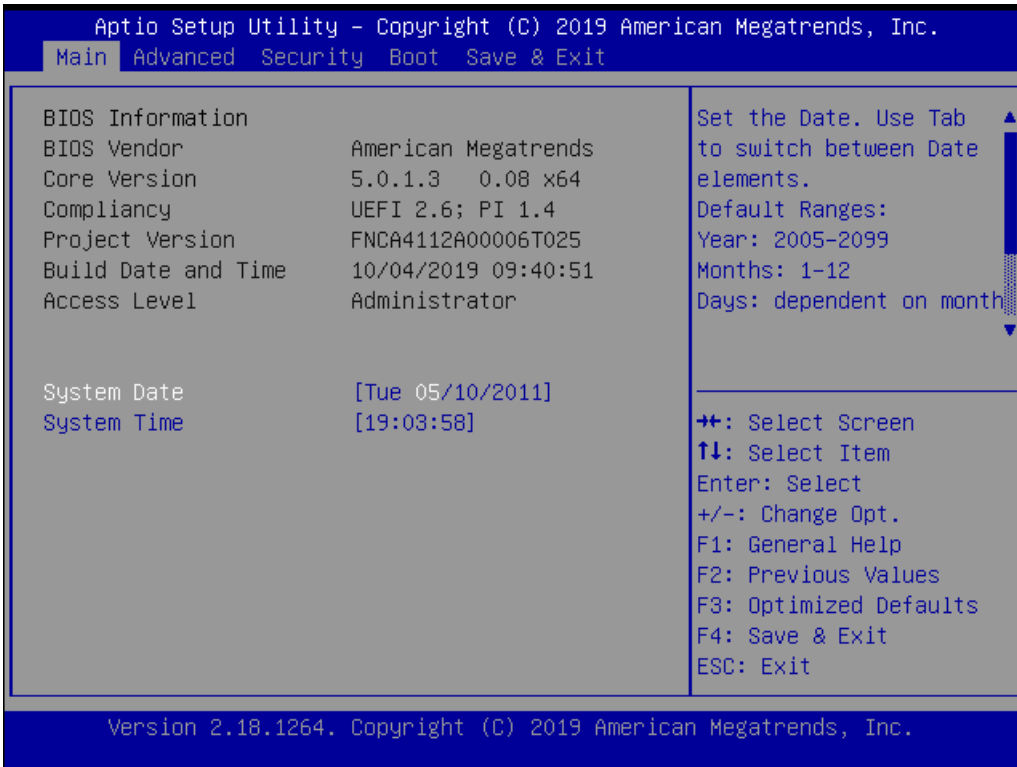 Aptio Setup Utility – Copyright (C) 2019 American Megatrends, Inc.
Main Advanced Security Boot Save & Exit
BIOS Information
BIOS Vendor American Megatrends
Core Version 5.0.1.3 0.08 x64
Compliancy UEFI 2.6; PI 1.4
Project Version FNCA4112A00006T025
Build Date and Time 10/04/2019 09:40:51
Access Level Administrator
System Date [Tue 05/10/2011]
System Time [19:03:58]
Set the Date. Use Tab
to switch between Date
elements.
Default Ranges:
Year: 2005-2099
Months: 1-12
Days: dependent on month
→←: Select Screen
↑↓: Select Item
Enter: Select
+/-: Change Opt.
F1: General Help
F2: Previous Values
F3: Optimized Defaults
F4: Save & Exit
ESC: Exit
Version 2.18.1264. Copyright (C) 2019 American Megatrends, Inc.